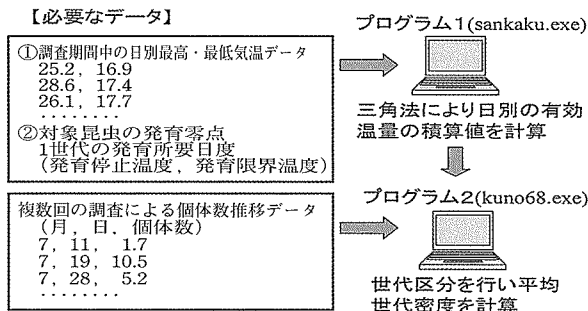 【必要なデータ】
①調査期間中の日別最高・最低気温データ
25.2, 16.9
28.6, 17.4
26.1, 17.7
‥‥‥‥
②対象昆虫の発育零点
1世代の発育所要日度
(発育停止温度，発育限界温度)
プログラム1(sankaku.exe)
三角法により日別の有効
温量の積算値を計算
複数回の調査による個体数推移データ
(月，日，個体数)
7, 11, 1.7
7, 19, 10.5
7, 28, 5.2
‥‥‥‥
プログラム2(kuno68.exe)
世代区分を行い平均
世代密度を計算